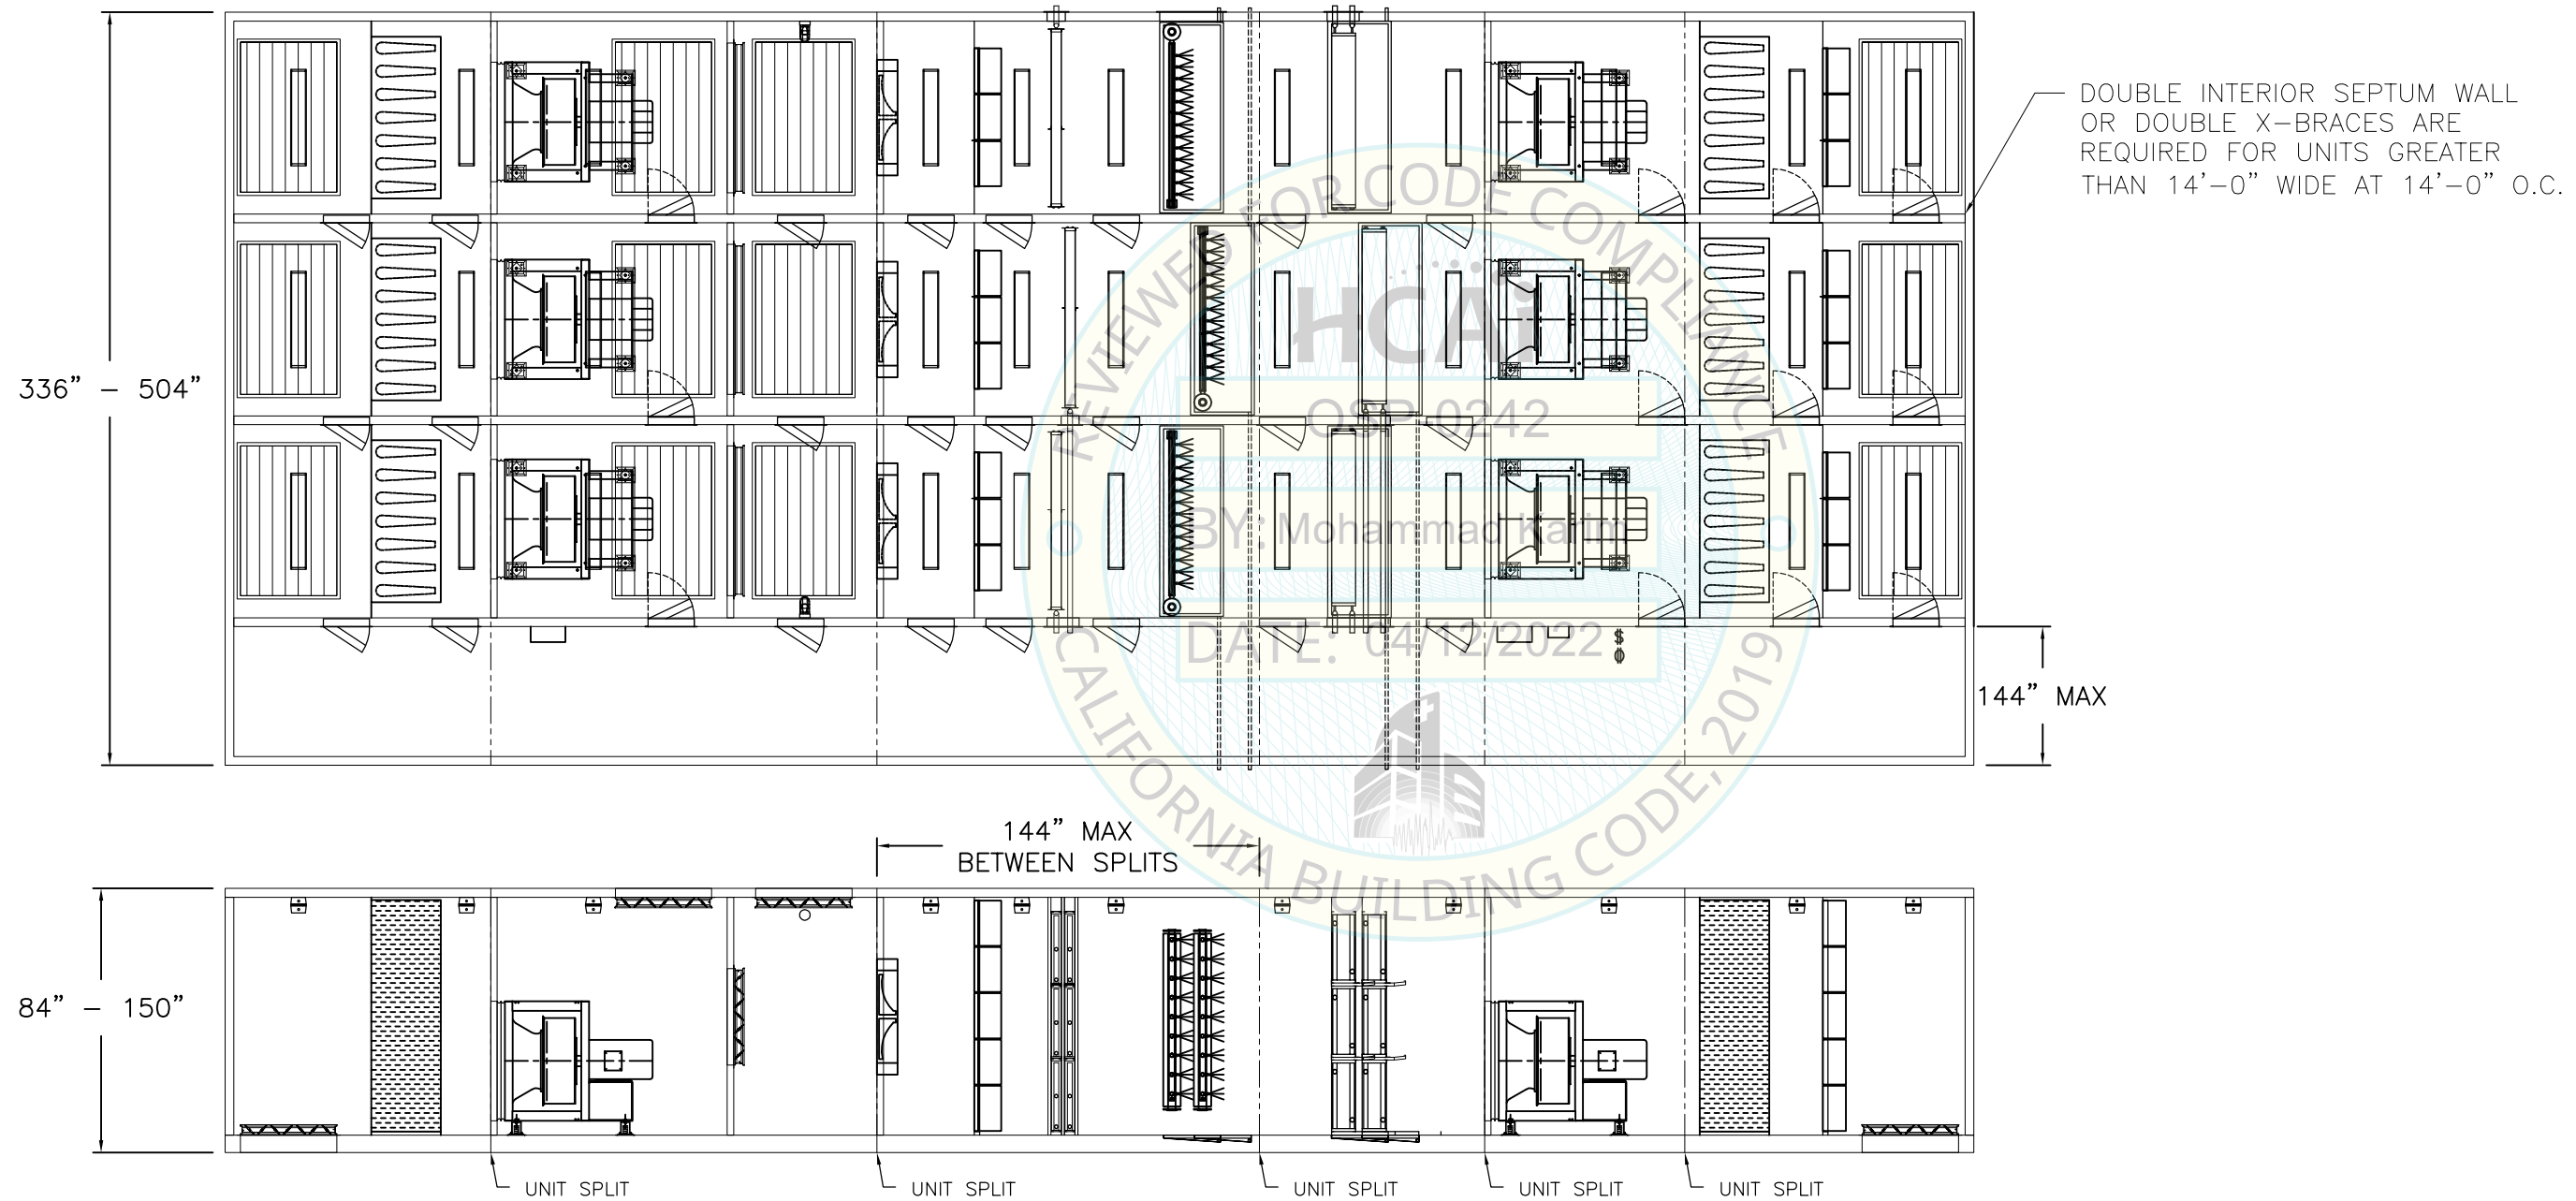 DOUBLE INTERIOR SEPTUM WALL
OR DOUBLE X-BRACES ARE
REQUIRED FOR UNITS GREATER
THAN 14'-0" WIDE AT 14'-0" O.C.
336" - 504"
REVIEWED FOR CODE COMPLIANCE
HCAi
OSP-0242
BY: Mohammad Karim
DATE: 04/12/2022
CALIFORNIA BUILDING CODE, 2019
$
144" MAX
144" MAX
BETWEEN SPLITS
84" - 150"
UNIT SPLIT
UNIT SPLIT
UNIT SPLIT
UNIT SPLIT
UNIT SPLIT